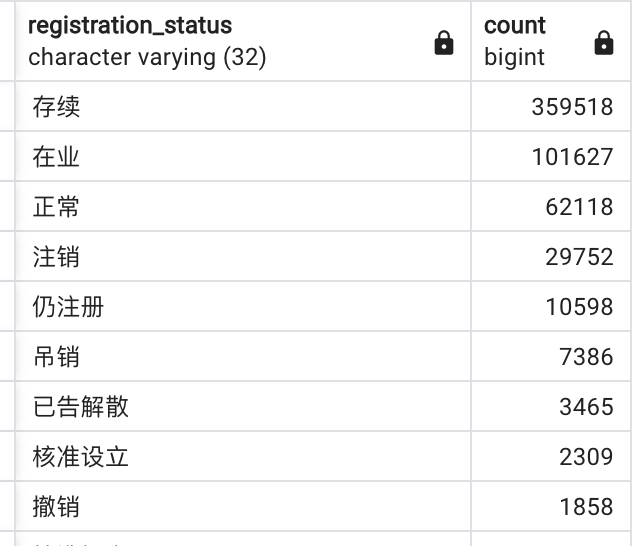 registration_status count
character varying (32) bigint
存续 359518
在业 101627
正常 62118
注销 29752
仍注册 10598
吊销 7386
已告解散 3465
核准设立 2309
撤销 1858